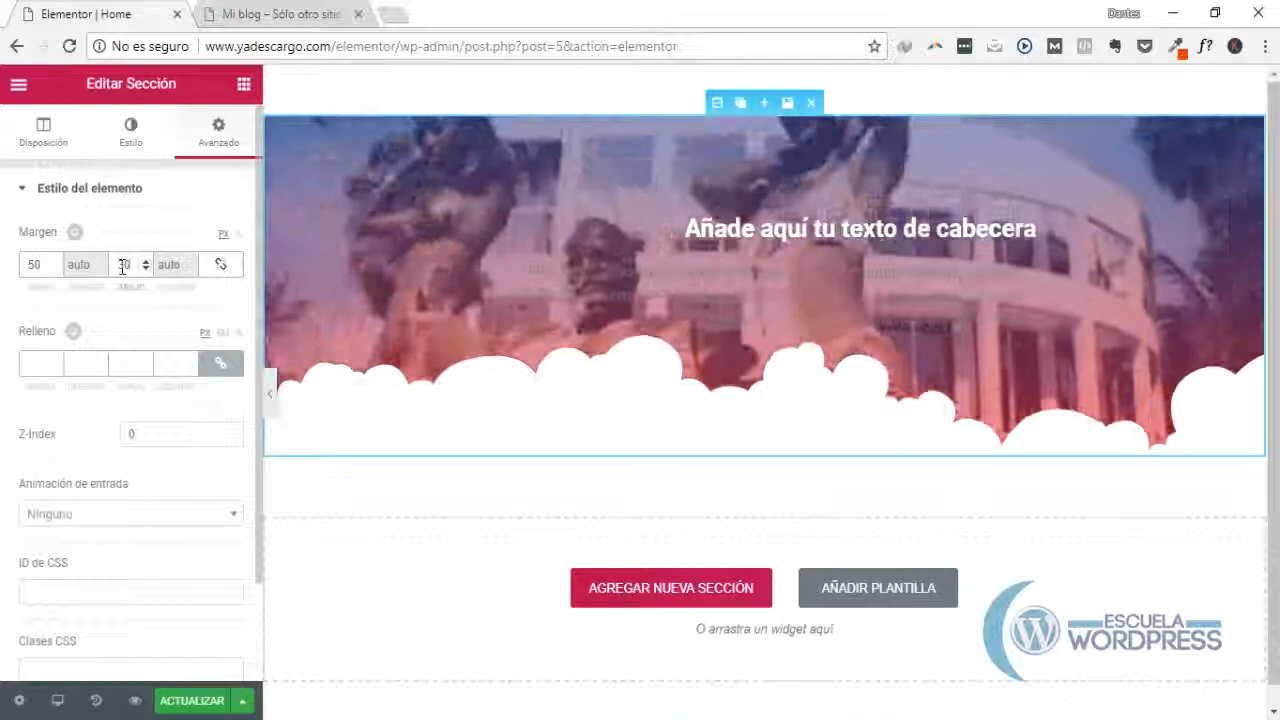 Elementor | Home
Mi blog – Sólo otro sitio
Dantes
No es seguro
www.yadescargo.com/elementor/wp-admin/post.php?post=5&action=elementor
Editar Sección
Disposición
Estilo
Avanzado
Estilo del elemento
Margen
PX
50
auto
auto
Relleno
PX
EM
%
Z-Index
0
Animación de entrada
Ninguno
ID de CSS
Clases CSS
ACTUALIZAR
Añade aquí tu texto de cabecera
AGREGAR NUEVA SECCIÓN
AÑADIR PLANTILLA
O arrastra un widget aquí
ESCUELA
WORDPRESS